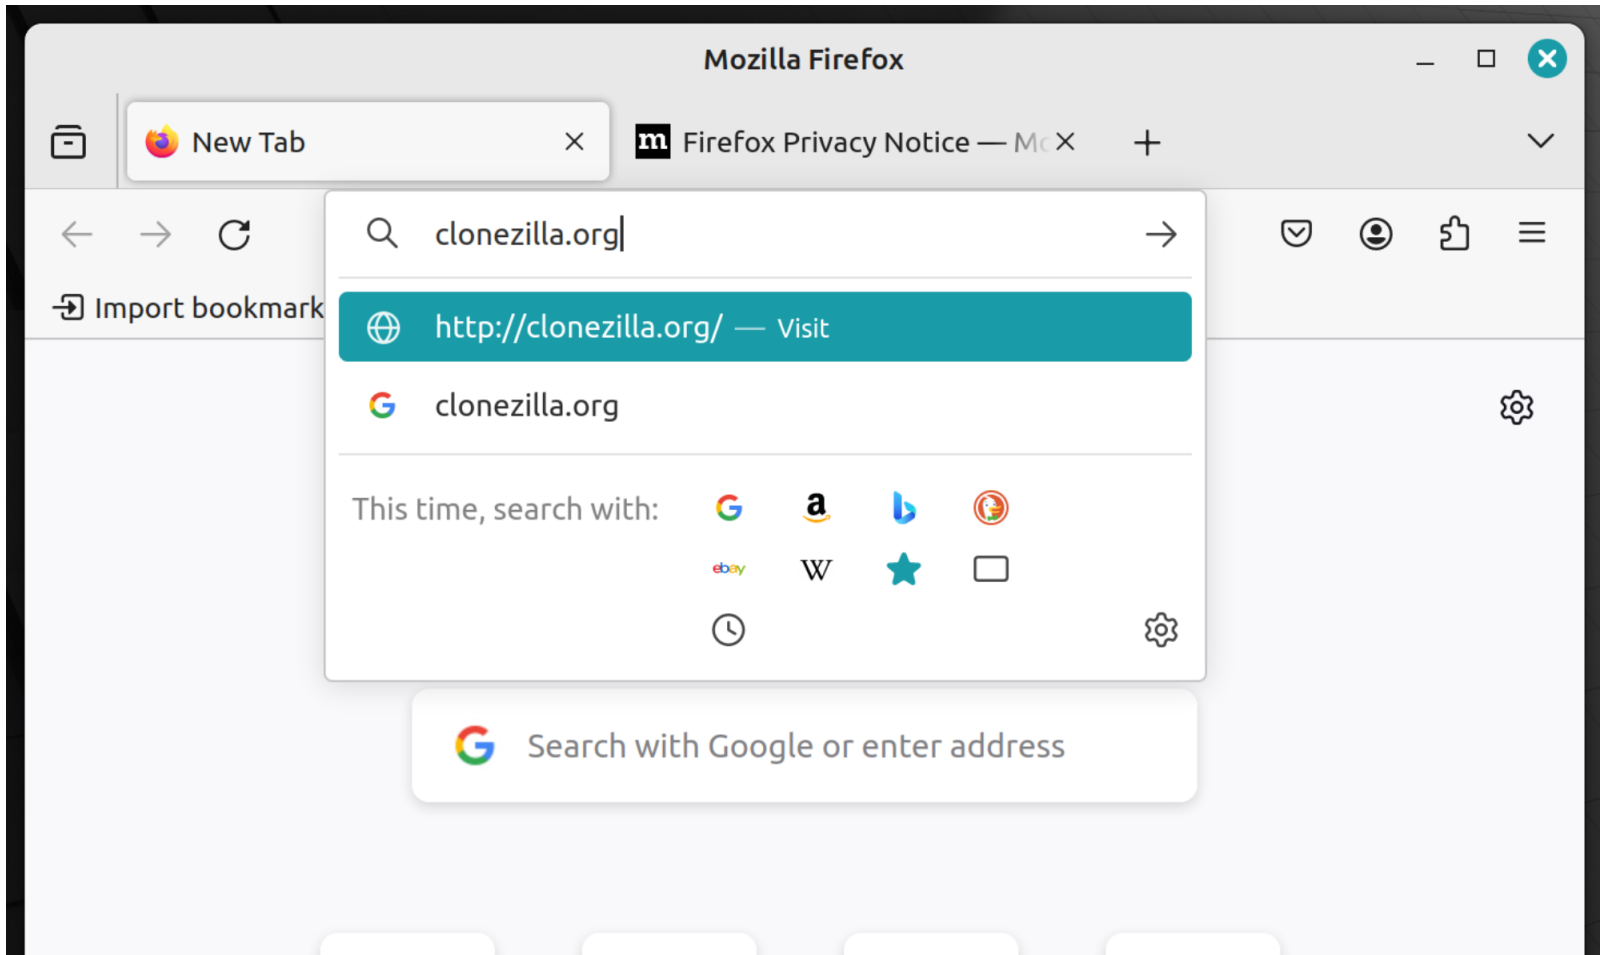 Mozilla Firefox
New Tab
m Firefox Privacy Notice — Mo
clonezilla.org
Import bookmark
http://clonezilla.org/ — Visit
clonezilla.org
This time, search with:
a
ebay W
Search with Google or enter address